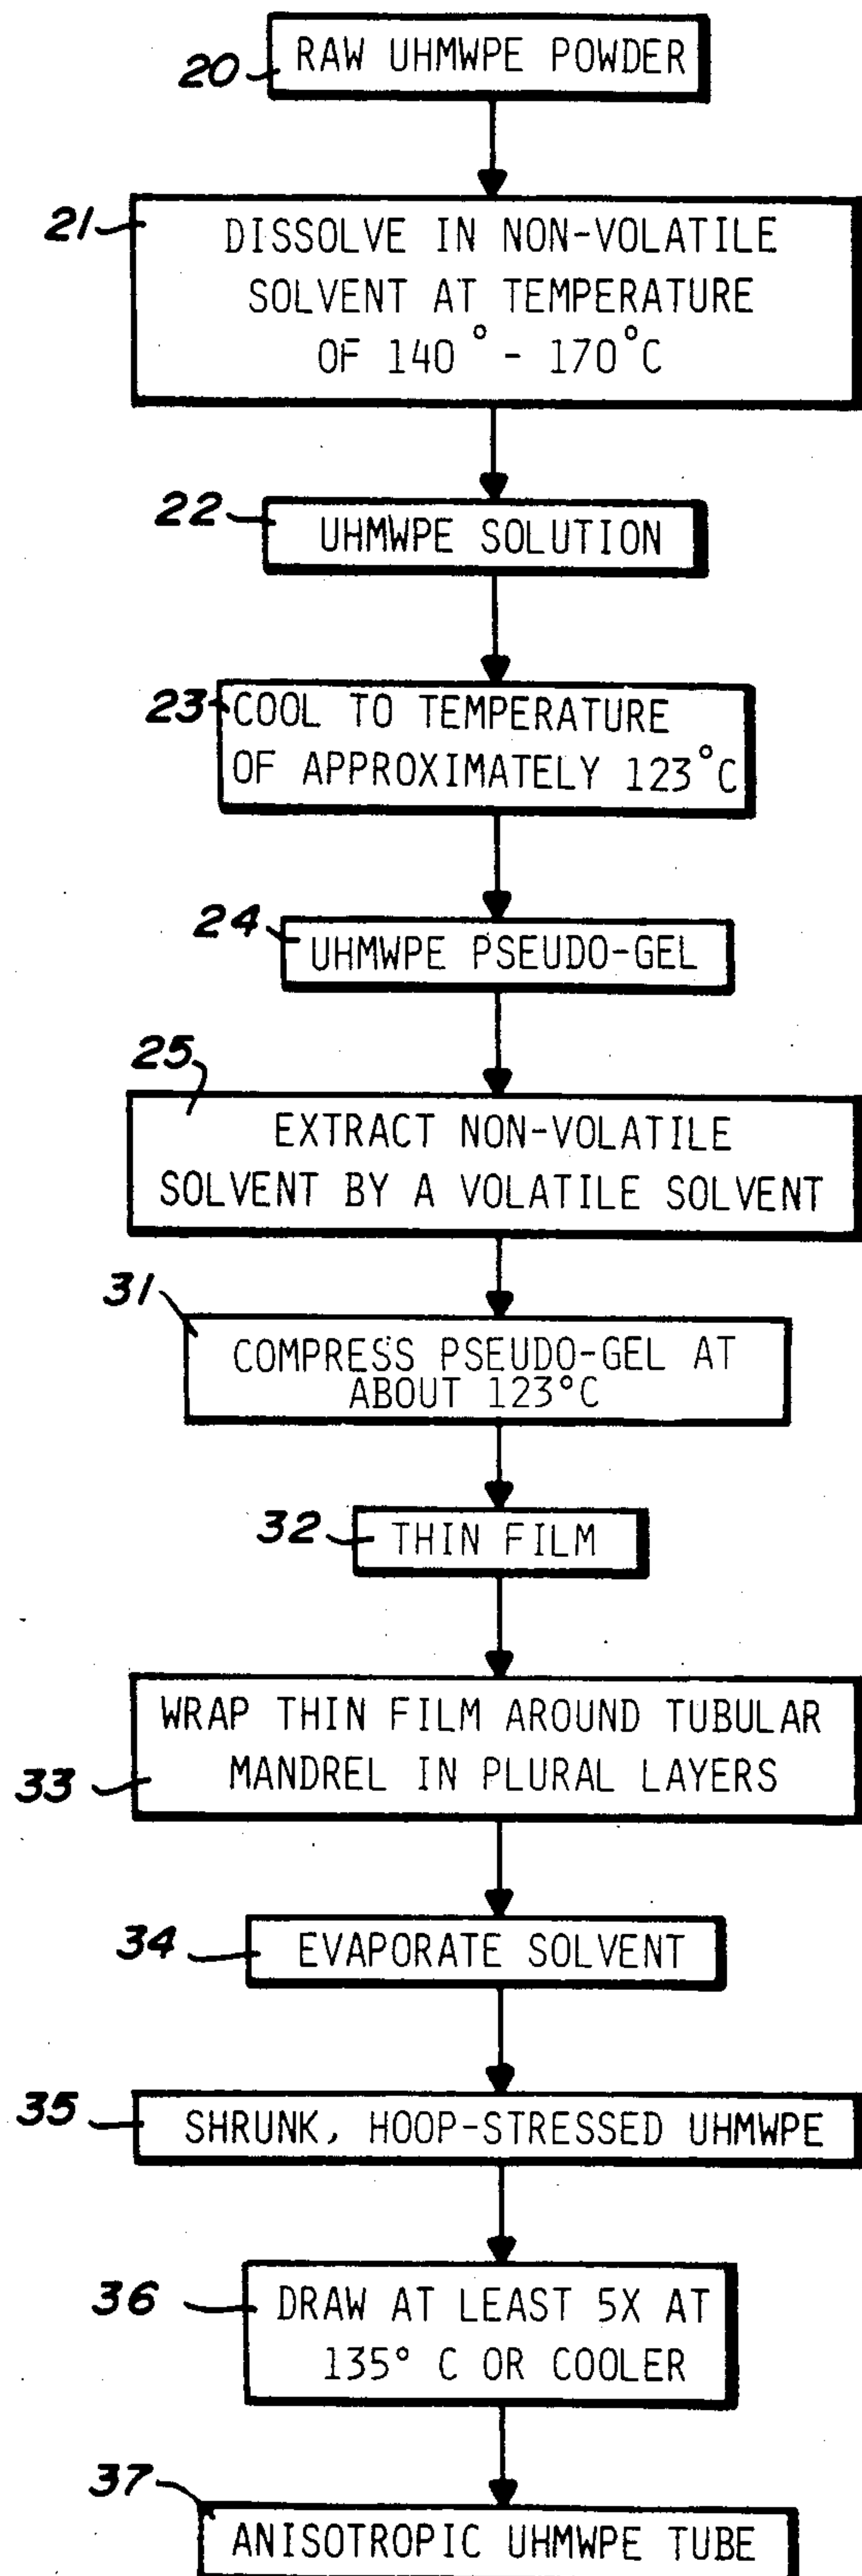 20 RAW UHMWPE POWDER
21 DISSOLVE IN NON-VOLATILE
SOLVENT AT TEMPERATURE
OF 140° - 170°C
22 UHMWPE SOLUTION
23 COOL TO TEMPERATURE
OF APPROXIMATELY 123°C
24 UHMWPE PSEUDO-GEL
25
EXTRACT NON-VOLATILE
SOLVENT BY A VOLATILE SOLVENT
31
COMPRESS PSEUDO-GEL AT
ABOUT 123°C
32 THIN FILM
WRAP THIN FILM AROUND TUBULAR
33 MANDREL IN PLURAL LAYERS
34 EVAPORATE SOLVENT
35 SHRUNK, HOOP-STRESSED UHMWPE
36 DRAW AT LEAST 5X AT
135° C OR COOLER
37
ANISOTROPIC UHMWPE TUBE